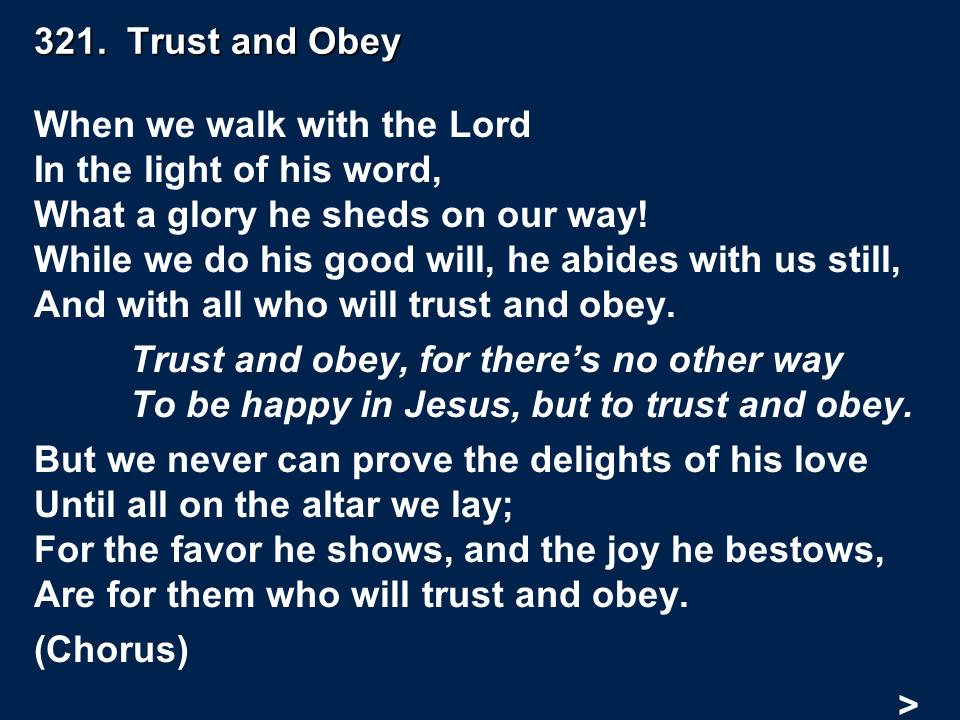 321.  Trust and Obey
When we walk with the Lord
In the light of his word,
What a glory he sheds on our way!
While we do his good will, he abides with us still,
And with all who will trust and obey.
Trust and obey, for there’s no other way
To be happy in Jesus, but to trust and obey.
But we never can prove the delights of his love
Until all on the altar we lay;
For the favor he shows, and the joy he bestows,
Are for them who will trust and obey.
(Chorus)
>